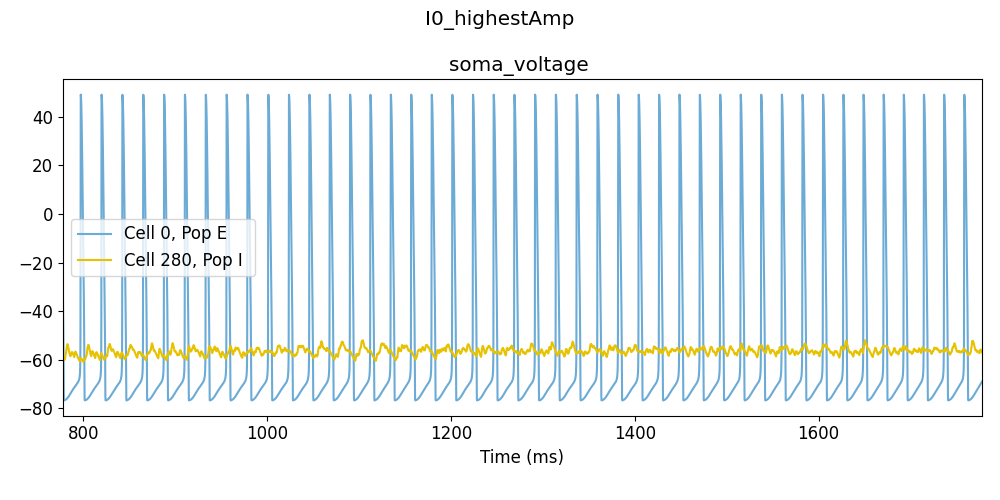 I0_highestAmp
soma_voltage
40
20
0
−20
−40
−60
−80
Cell 0, Pop E
Cell 280, Pop I
800 1000 1200 1400 1600
Time (ms)